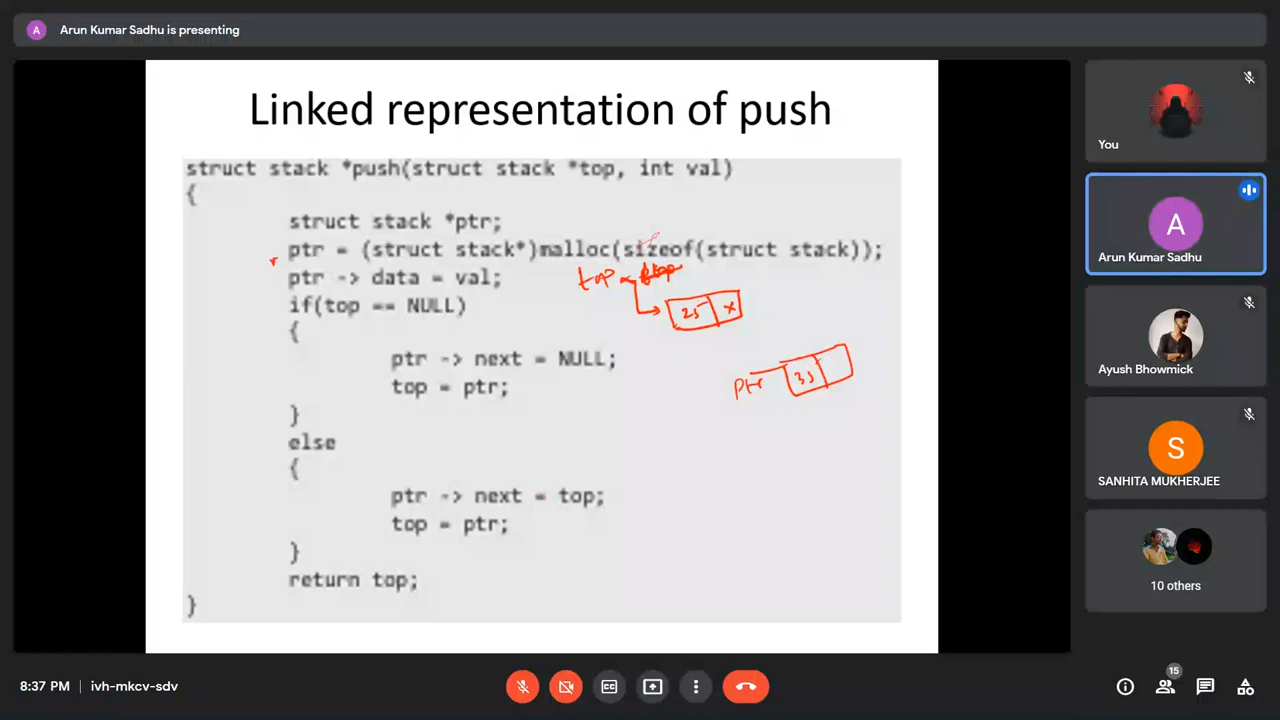 A
Arun Kumar Sadhu is presenting
Linked representation of push
struct stack *push(struct stack *top, int val)
{
struct stack *ptr;
ptr = (struct stack*)malloc(sizeof(struct stack));
ptr -> data = val;
top
if(top == NULL)
25 x
{
ptr -> next = NULL;
ptr 35
top = ptr;
}
else
{
ptr -> next = top;
top = ptr;
}
return top;
}
You
A
Arun Kumar Sadhu
Ayush Bhowmick
S
SANHITA MUKHERJEE
10 others
8:37 PM | ivh-mkcv-sdv
CC
15